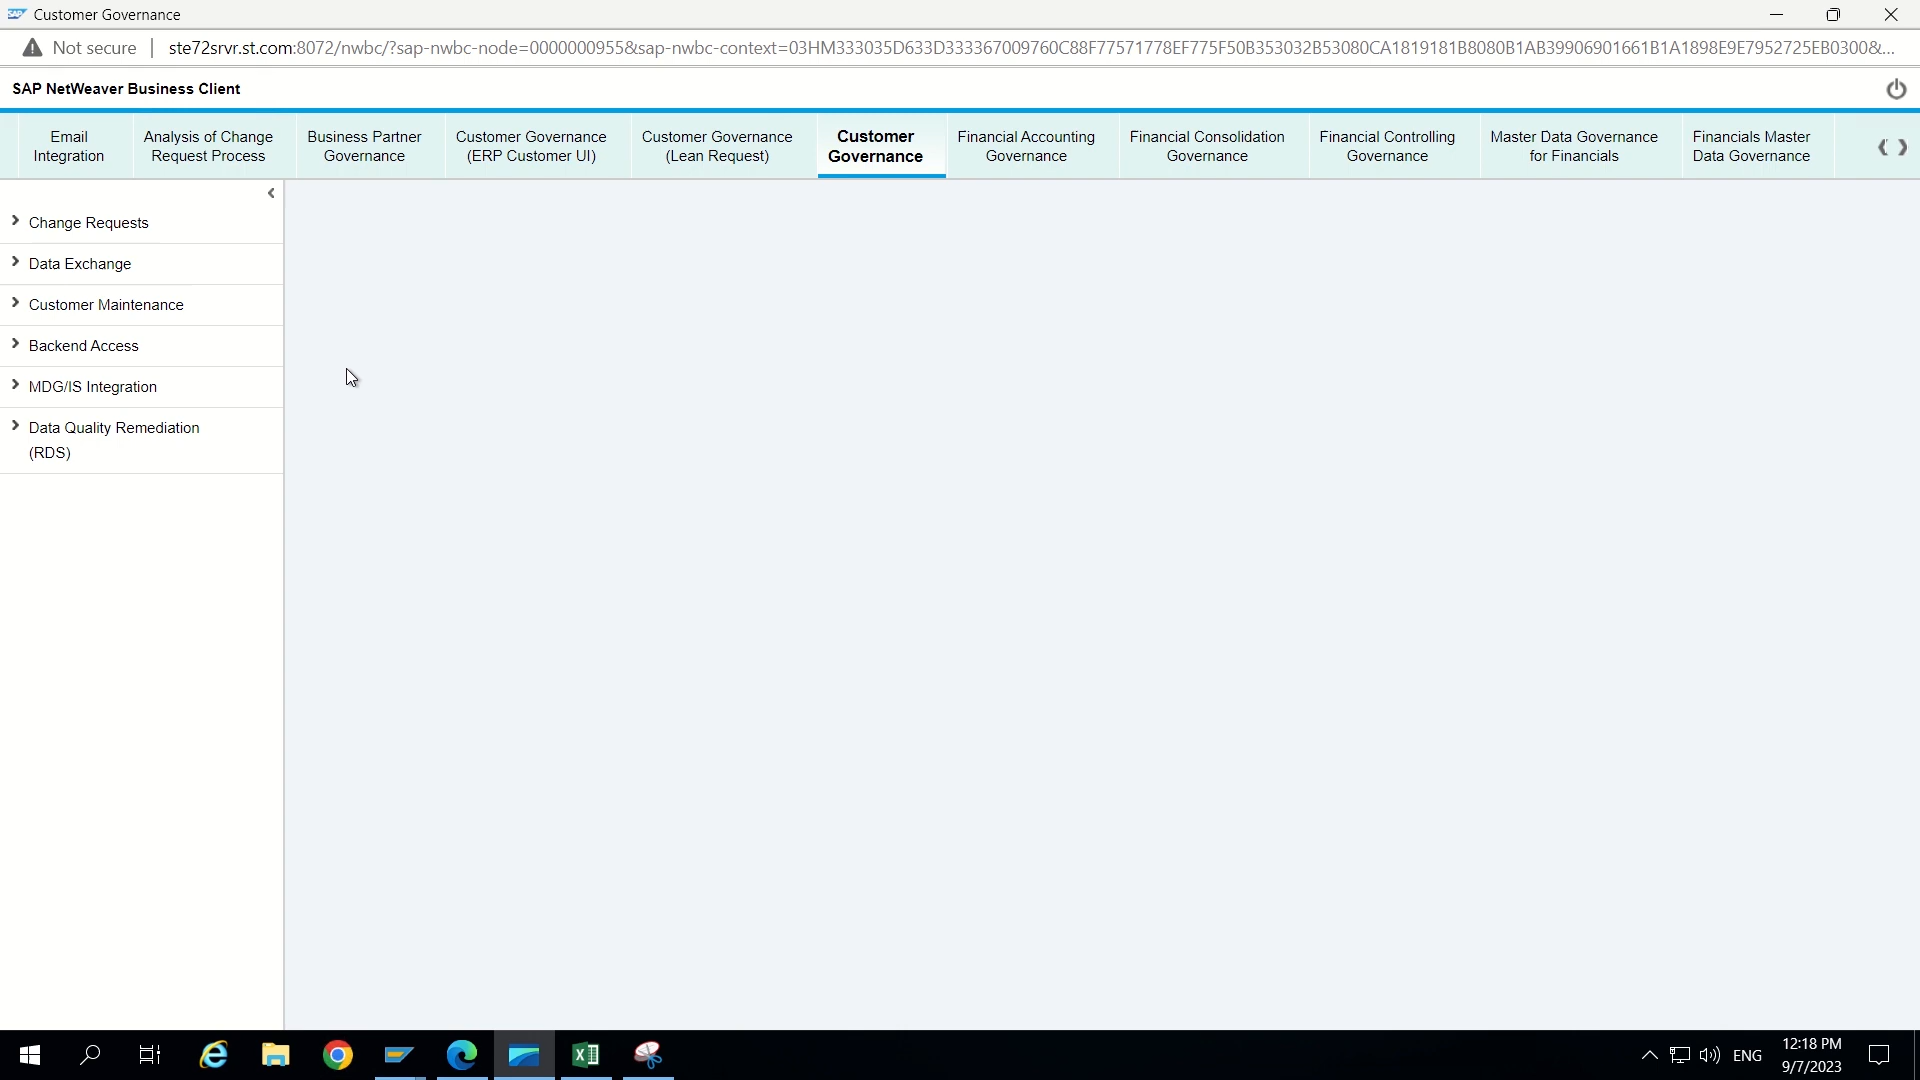 Customer Governance
Not secure | ste72srvr.st.com:8072/nwbc/?sap-nwbc-node=0000000955&sap-nwbc-context=03HM333035D633D333367009760C88F77571778EF775F50B353032B53080CA1819181B8080B1AB39906901661B1A1898E9E7952725EB0300&...
SAP NetWeaver Business Client
Email Integration
Analysis of Change Request Process
Business Partner Governance
Customer Governance (ERP Customer UI)
Customer Governance (Lean Request)
Customer Governance
Financial Accounting Governance
Financial Consolidation Governance
Financial Controlling Governance
Master Data Governance for Financials
Financials Master Data Governance
Change Requests
Data Exchange
Customer Maintenance
Backend Access
MDG/IS Integration
Data Quality Remediation
(RDS)
ENG
12:18 PM
9/7/2023